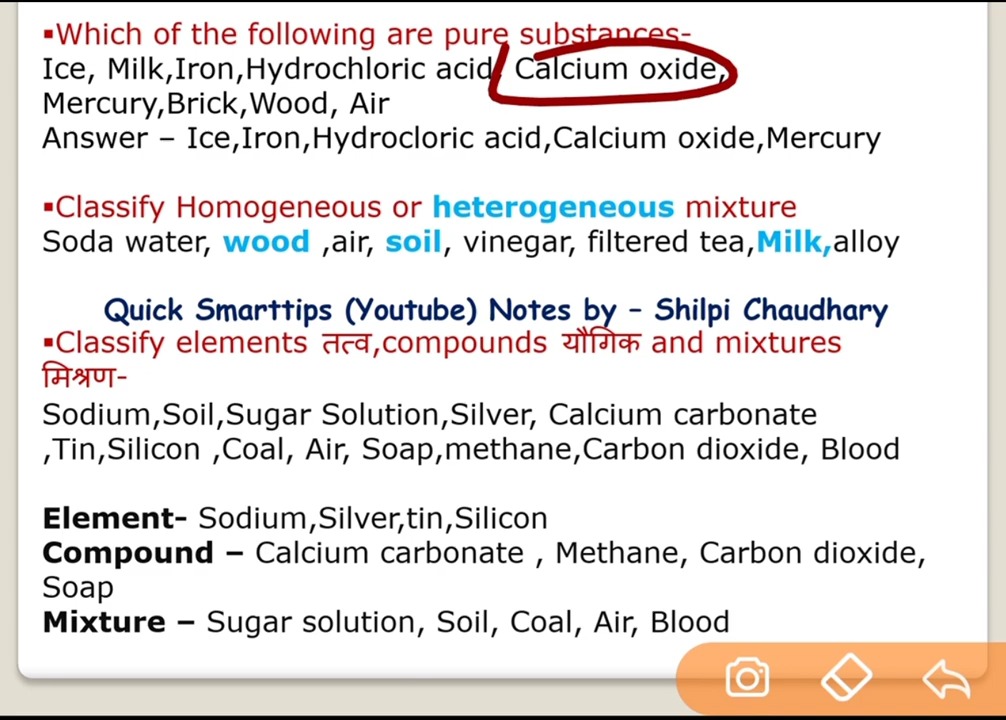 ▪Which of the following are pure substances-
Ice, Milk,Iron,Hydrochloric acid, Calcium oxide,
Mercury,Brick,Wood, Air
Answer – Ice,Iron,Hydrocloric acid,Calcium oxide,Mercury
▪Classify Homogeneous or heterogeneous mixture
Soda water, wood ,air, soil, vinegar, filtered tea,Milk,alloy
Quick Smarttips (Youtube) Notes by - Shilpi Chaudhary
▪Classify elements तत्व,compounds यौगिक and mixtures
मिश्रण-
Sodium,Soil,Sugar Solution,Silver, Calcium carbonate
,Tin,Silicon ,Coal, Air, Soap,methane,Carbon dioxide, Blood
Element- Sodium,Silver,tin,Silicon
Compound – Calcium carbonate , Methane, Carbon dioxide,
Soap
Mixture – Sugar solution, Soil, Coal, Air, Blood